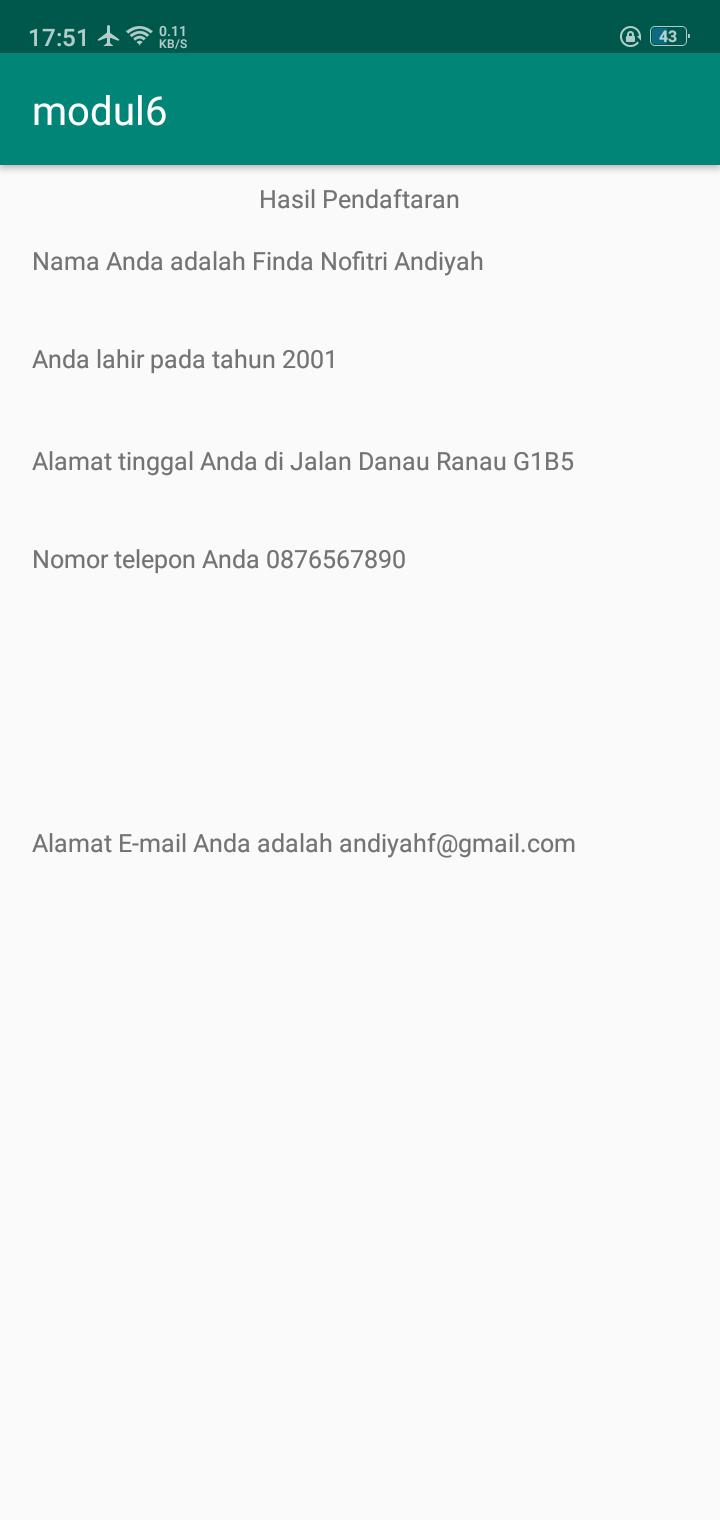 17:51 0.11 KB/S 43
modul6
Hasil Pendaftaran
Nama Anda adalah Finda Nofitri Andiyah
Anda lahir pada tahun 2001
Alamat tinggal Anda di Jalan Danau Ranau G1B5
Nomor telepon Anda 0876567890
Alamat E-mail Anda adalah andiyahf@gmail.com